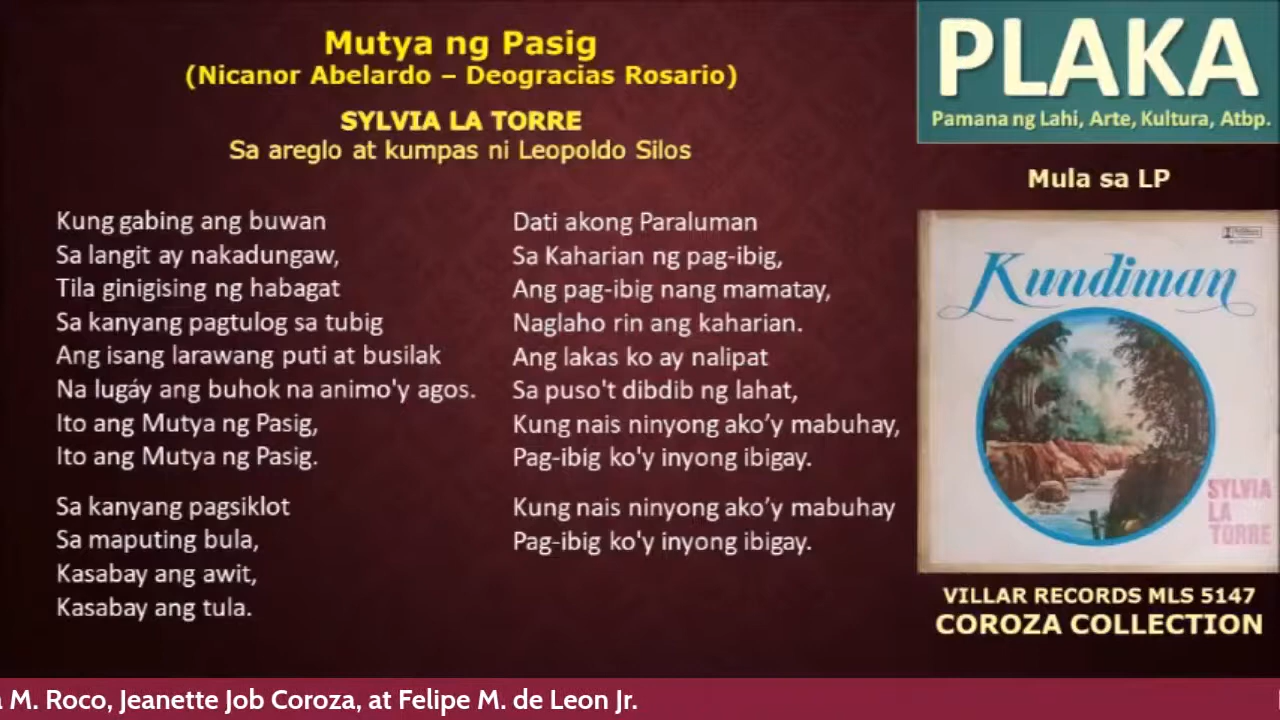 Mutya ng Pasig
(Nicanor Abelardo – Deogracias Rosario)
SYLVIA LA TORRE
Sa areglo at kumpas ni Leopoldo Silos
Kung gabing ang buwan
Sa langit ay nakadungaw,
Tila ginigising ng habagat
Sa kanyang pagtulog sa tubig
Ang isang larawang puti at busilak
Na lugáy ang buhok na animo'y agos.
Ito ang Mutya ng Pasig,
Ito ang Mutya ng Pasig.
Sa kanyang pagsiklot
Sa maputing bula,
Kasabay ang awit,
Kasabay ang tula.
Dati akong Paraluman
Sa Kaharian ng pag-ibig,
Ang pag-ibig nang mamatay,
Naglaho rin ang kaharian.
Ang lakas ko ay nalipat
Sa puso't dibdib ng lahat,
Kung nais ninyong ako’y mabuhay,
Pag-ibig ko'y inyong ibigay.
Kung nais ninyong ako’y mabuhay
Pag-ibig ko'y inyong ibigay.
PLAKA
Pamana ng Lahi, Arte, Kultura, Atbp.
Mula sa LP
Kundiman
SYLVIA
LA
TORRE
VILLAR RECORDS MLS 5147
COROZA COLLECTION
M. Roco, Jeanette Job Coroza, at Felipe M. de Leon Jr.